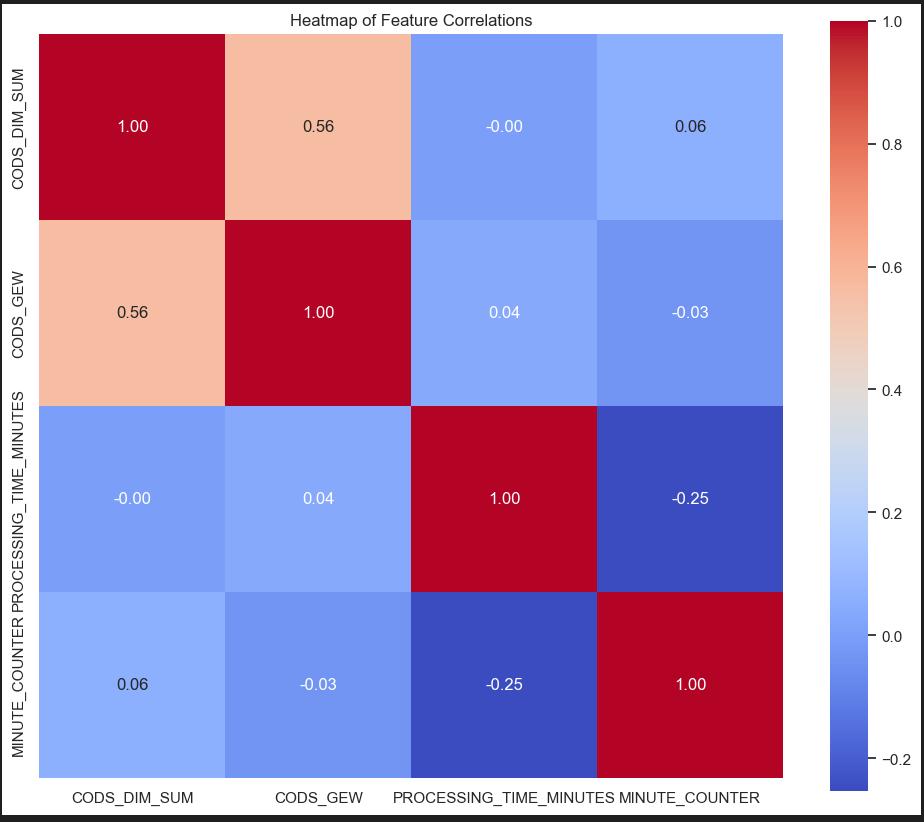 Heatmap of Feature Correlations
CODS_DIM_SUM
1.00
0.56
-0.00
0.06
CODS_GEW
0.56
1.00
0.04
-0.03
PROCESSING_TIME_MINUTES
-0.00
0.04
1.00
-0.25
MINUTE_COUNTER
0.06
-0.03
-0.25
1.00
CODS_DIM_SUM
CODS_GEW
PROCESSING_TIME_MINUTES
MINUTE_COUNTER
1.0
0.8
0.6
0.4
0.2
0.0
−0.2